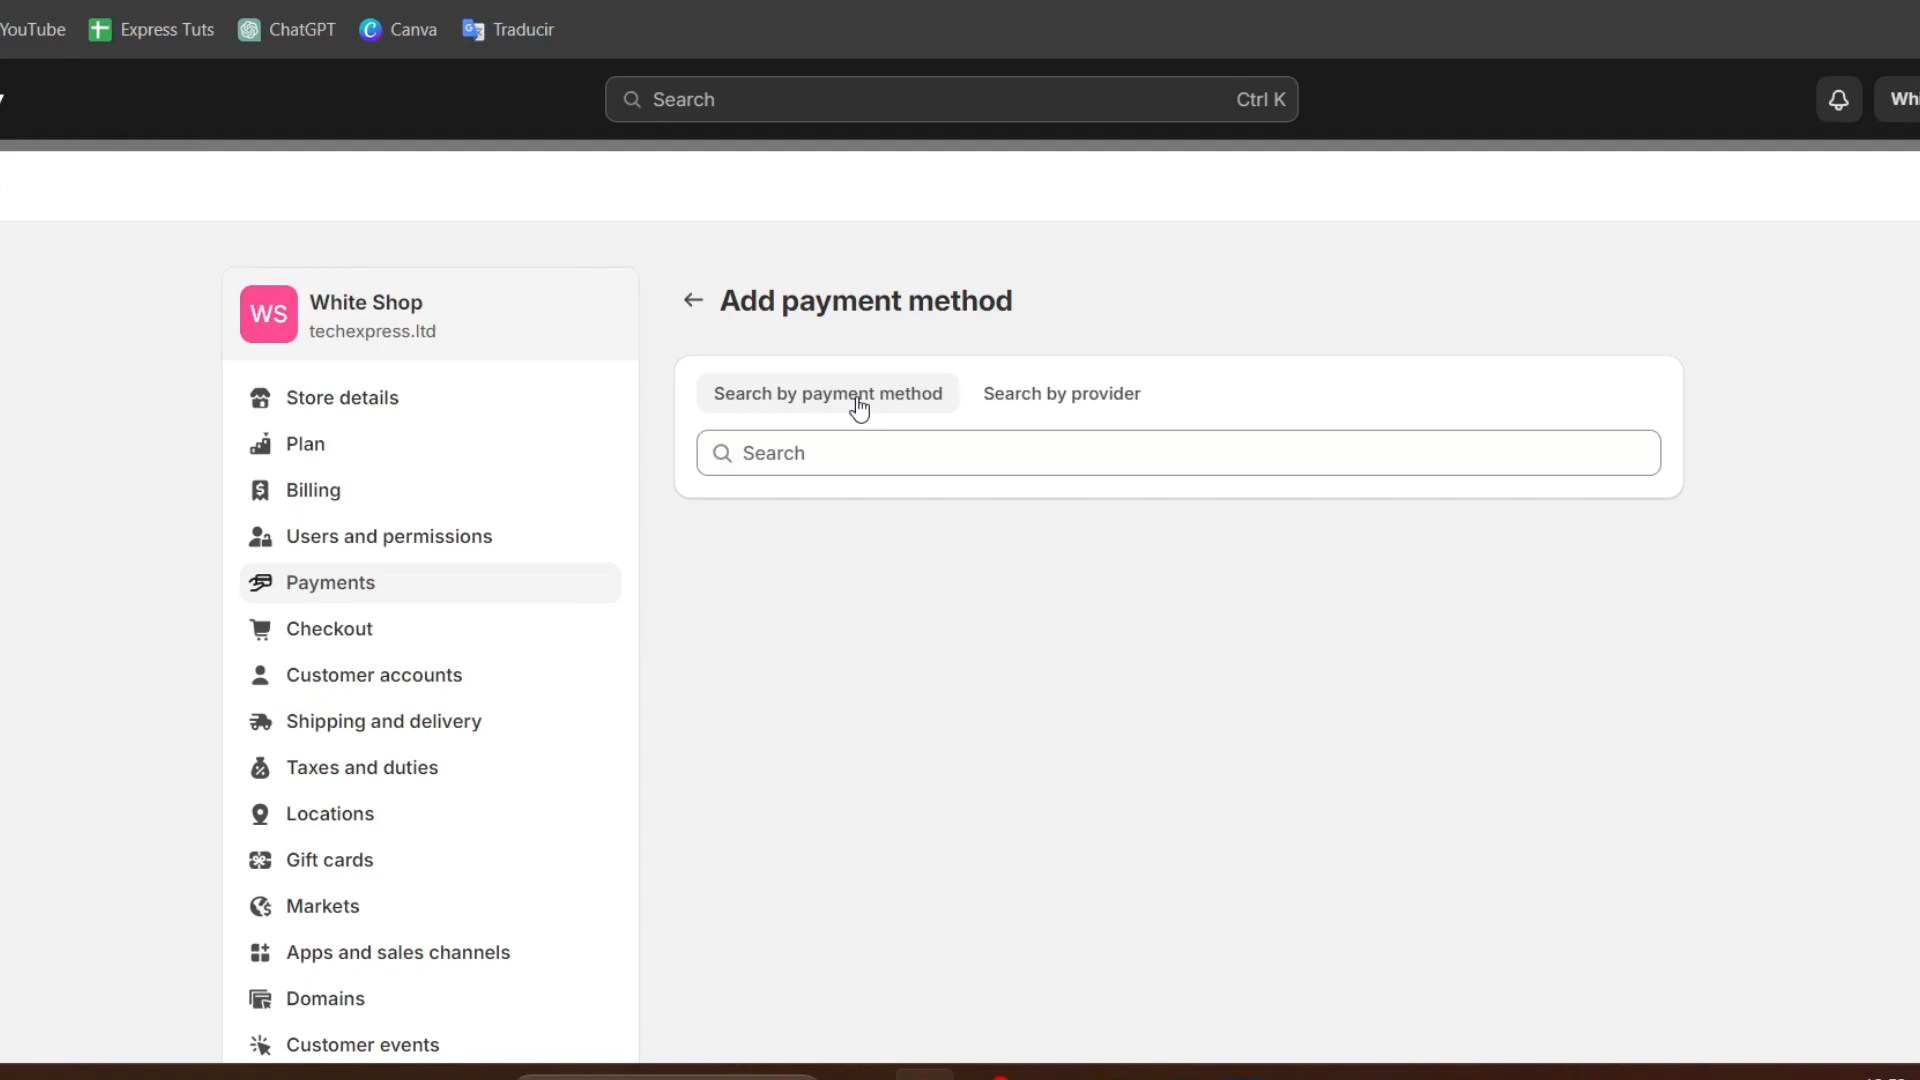 YouTube
Express Tuts
ChatGPT
Canva
Traducir
Search
Ctrl K
WS
White Shop
techexpress.ltd
Add payment method
Search by payment method
Search by provider
Search
Store details
Plan
Billing
Users and permissions
Payments
Checkout
Customer accounts
Shipping and delivery
Taxes and duties
Locations
Gift cards
Markets
Apps and sales channels
Domains
Customer events